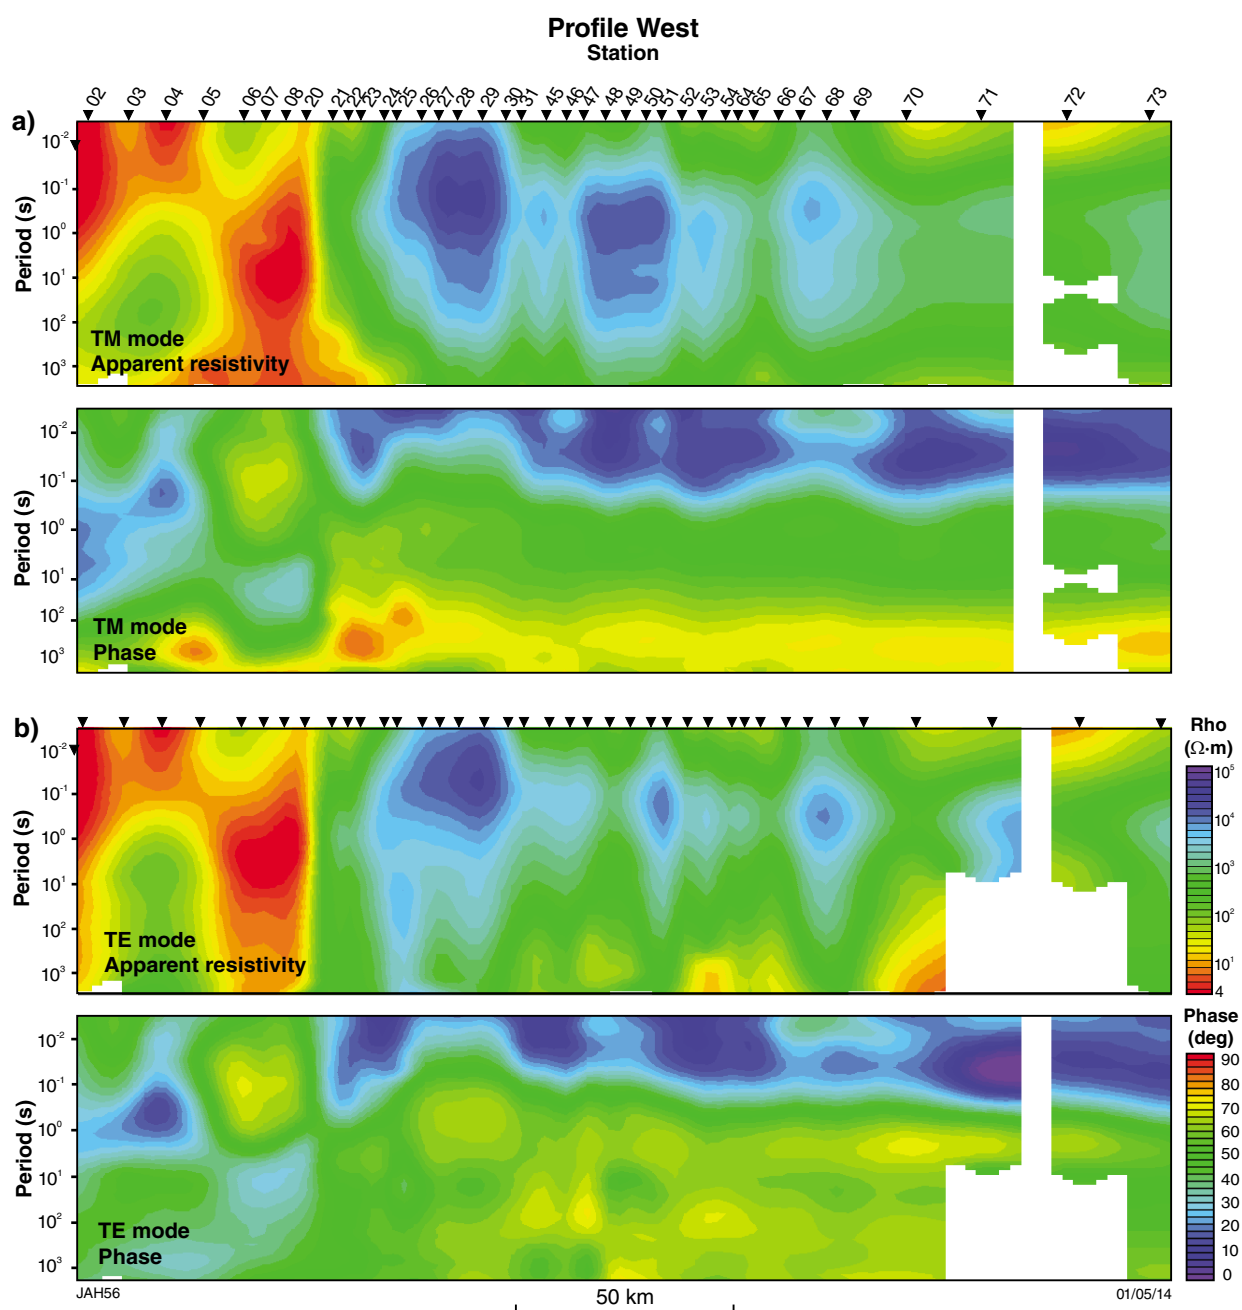 Profile West
Station
02 03 04 05 06 07 08 20 21 22 23 24 25 26 27 28 29 30 31 45 46 47 48 49 50 51 52 53 54 64 65 66 67 68 69 70 71 72 73
a)
Period (s)
10-2
10-1
100
101
102
103
TM mode
Apparent resistivity
Period (s)
10-2
10-1
100
101
102
103
TM mode
Phase
b)
Period (s)
10-2
10-1
100
101
102
103
TE mode
Apparent resistivity
Rho
(Ω·m)
105
104
103
102
101
4
Period (s)
10-2
10-1
100
101
102
103
TE mode
Phase
Phase
(deg)
90
80
70
60
50
40
30
20
10
0
JAH56
50 km
01/05/14